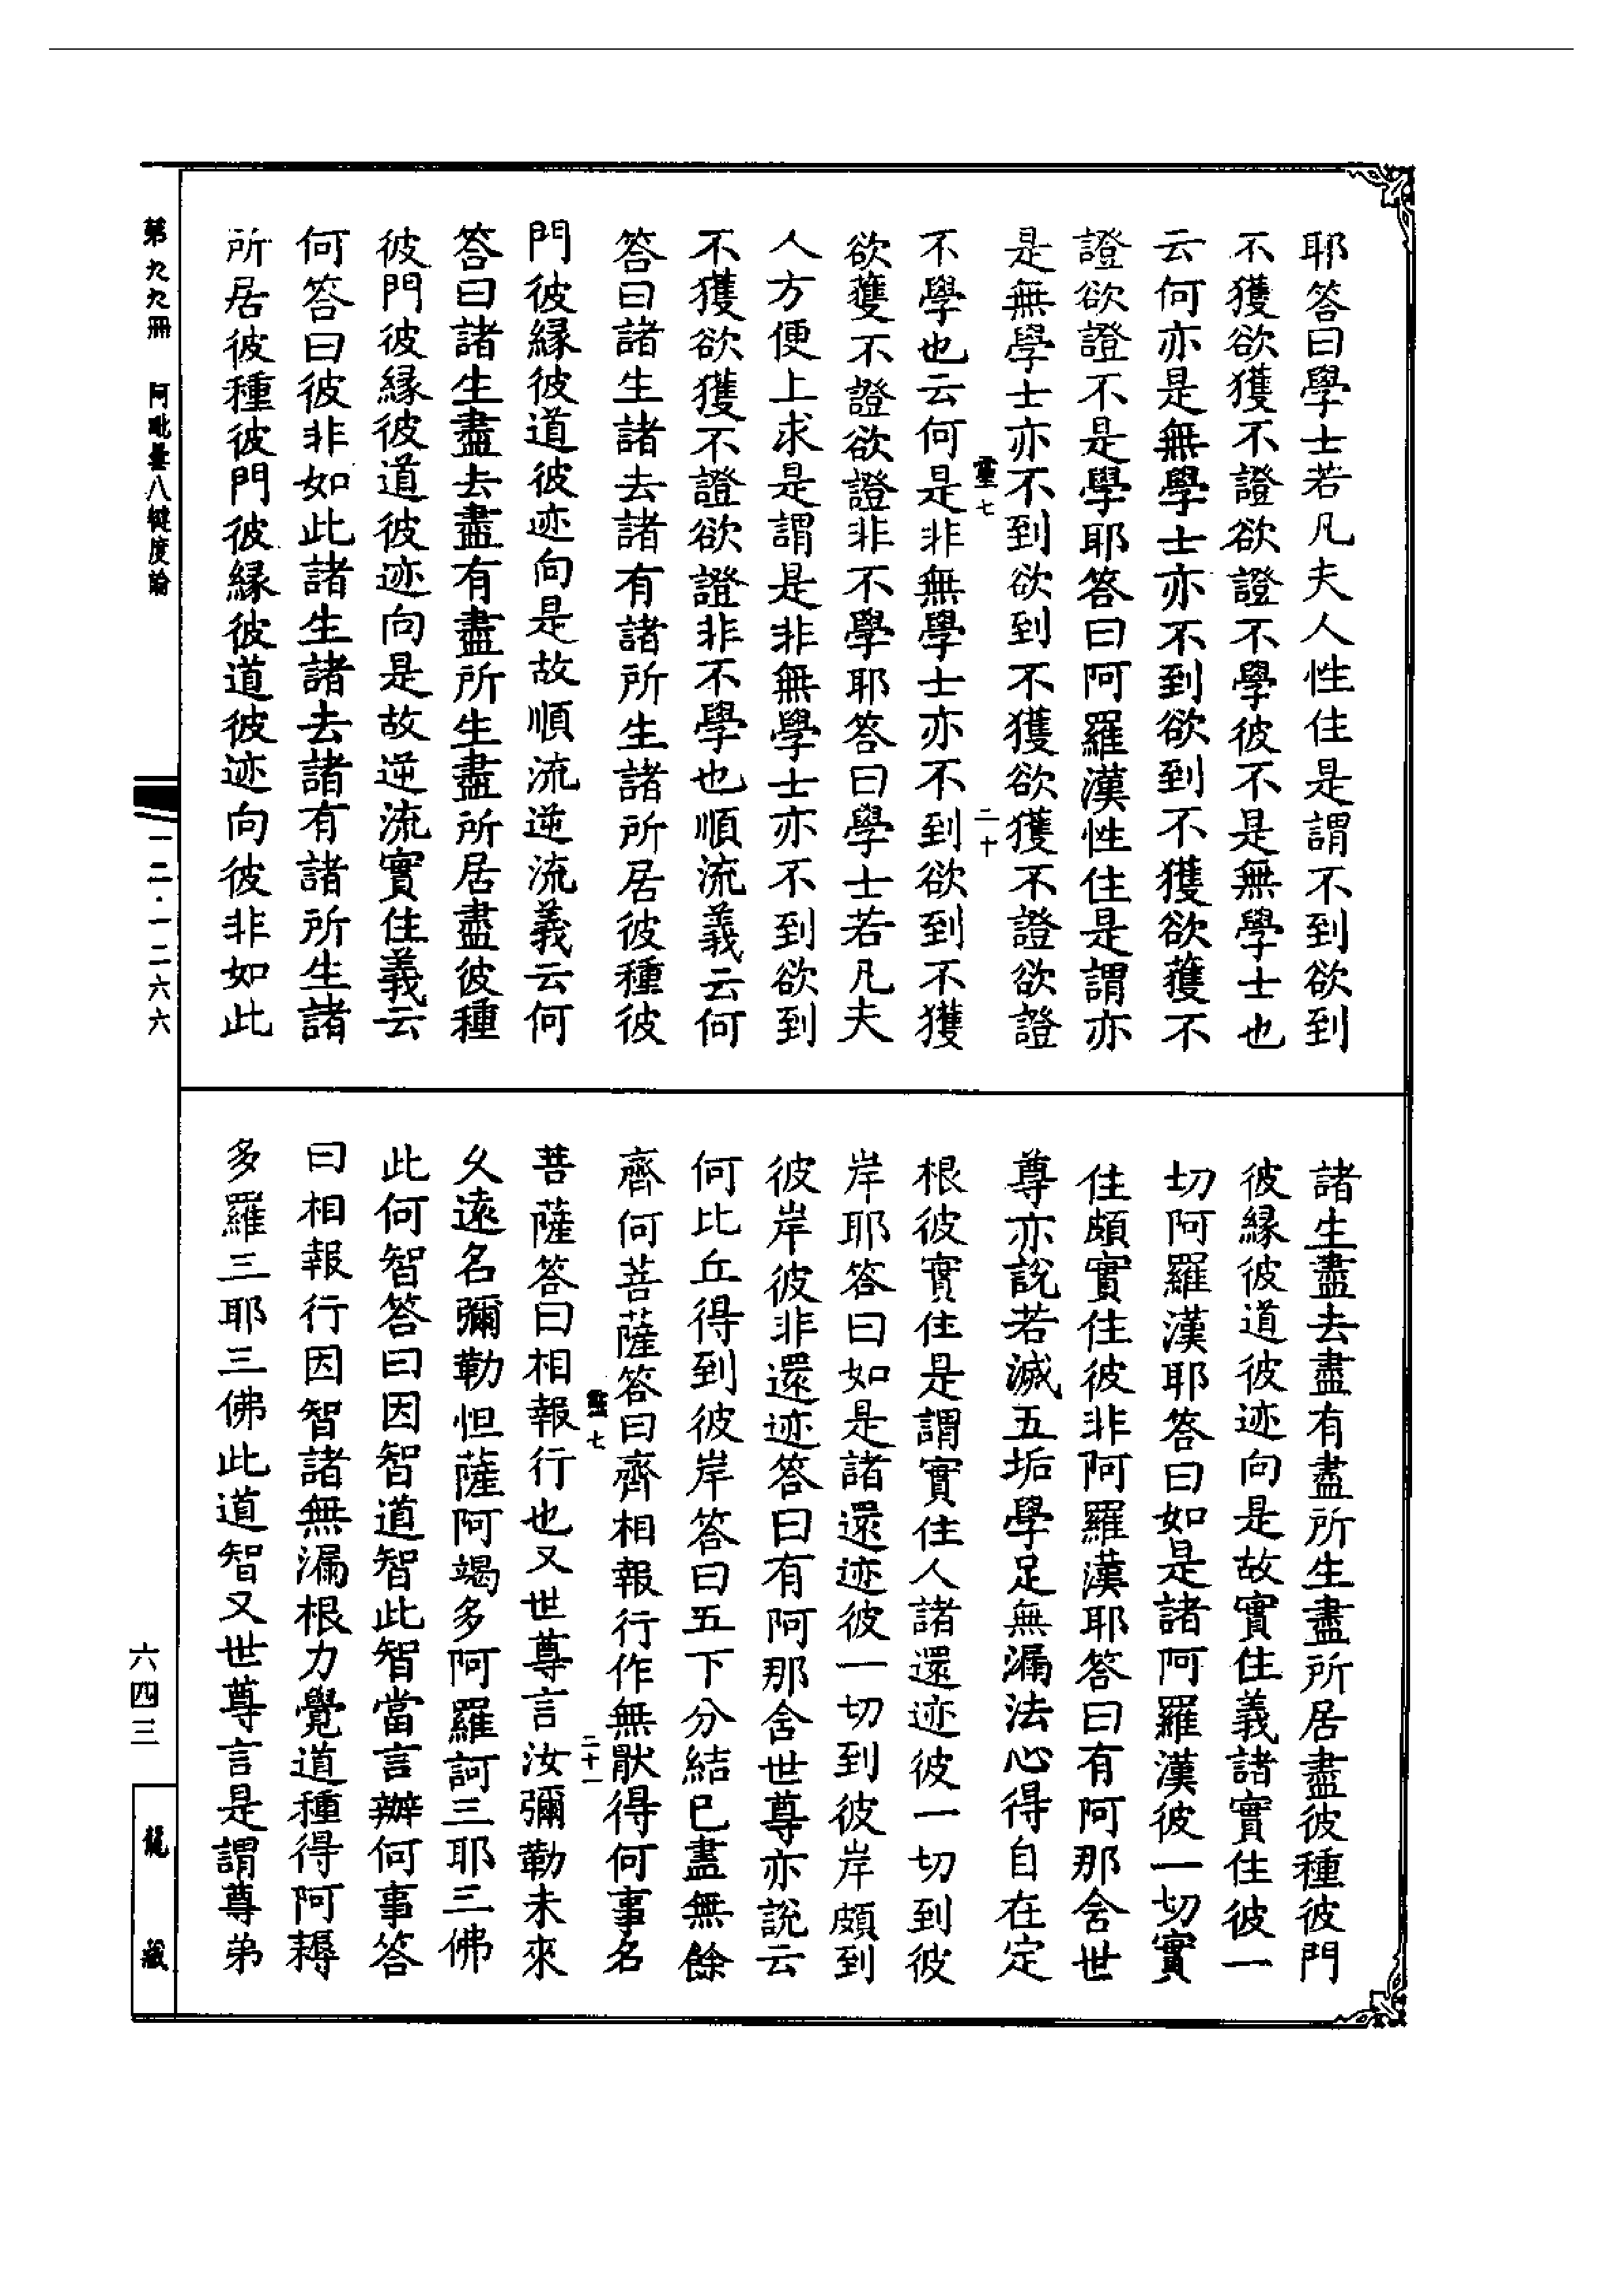 耶答曰學士若凡夫人性住是謂不到欲到
不獲欲獲不證欲證不學彼不是無學士也
云何亦是無學士亦不到欲到不獲欲獲不
證欲證不是學耶答曰阿羅漢性住是謂亦
是無學士亦不到欲到不獲欲獲不證欲證
靈七 二十
不學也云何是非無學士亦不到欲到不獲
欲獲不證欲證非不學耶答曰學士若凡夫
人方便上求是謂是非無學士亦不到欲到
不獲欲獲不證欲證非不學也順流義云何
答曰諸生諸去諸有諸所生諸所居彼種彼
門彼緣彼道彼迹向是故順流逆流義云何
答曰諸生盡去盡有盡所生盡所居盡彼種
彼門彼緣彼道彼迹向是故逆流實住義云
何答曰彼非如此諸生諸去諸有諸所生諸
所居彼種彼門彼緣彼道彼迹向彼非如此
諸生盡去盡有盡所生盡所居盡彼種彼門
彼緣彼道彼迹向是故實住義諸實住彼一
切阿羅漢耶答曰如是諸阿羅漢彼一切實
住頗實住彼非阿羅漢耶答曰有阿那舍世
尊亦說若滅五垢學足無漏法心得自在定
根彼實住是謂實住人諸還迹彼一切到彼
岸耶答曰如是諸還迹彼一切到彼岸頗到
彼岸彼非還迹答曰有阿那舍世尊亦說云
何比丘得到彼岸答曰五下分結已盡無餘
齊何菩薩答曰齊相報行作無猒得何事名
靈七 二十一
菩薩答曰相報行也又世尊言汝彌勒未來
久遠名彌勒怛薩阿竭多阿羅訶三耶三佛
此何智答曰因智道智此智當言辦何事答
曰相報行因智諸無漏根力覺道種得阿耨
多羅三耶三佛此道智又世尊言是謂尊弟
第九九冊 阿毗曇八犍度論
一二·一二六六
六四三
龍藏